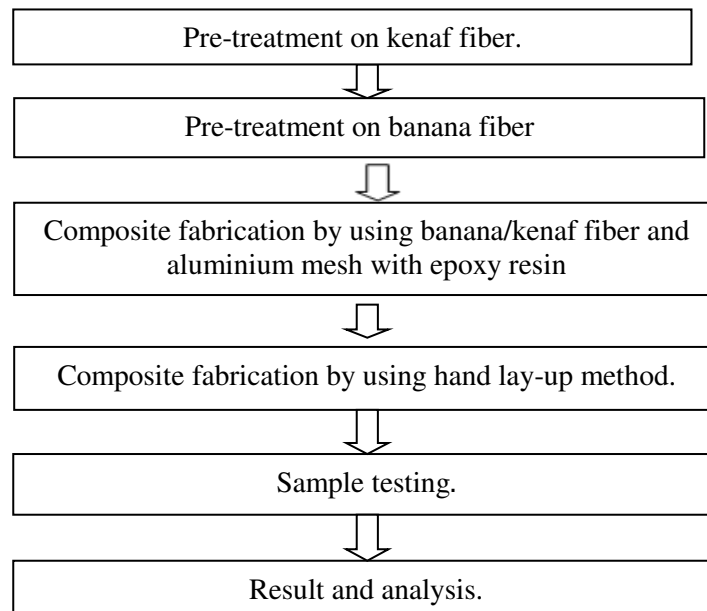 Pre-treatment on kenaf fiber.
Pre-treatment on banana fiber
Composite fabrication by using banana/kenaf fiber and
aluminium mesh with epoxy resin
Composite fabrication by using hand lay-up method.
Sample testing.
Result and analysis.